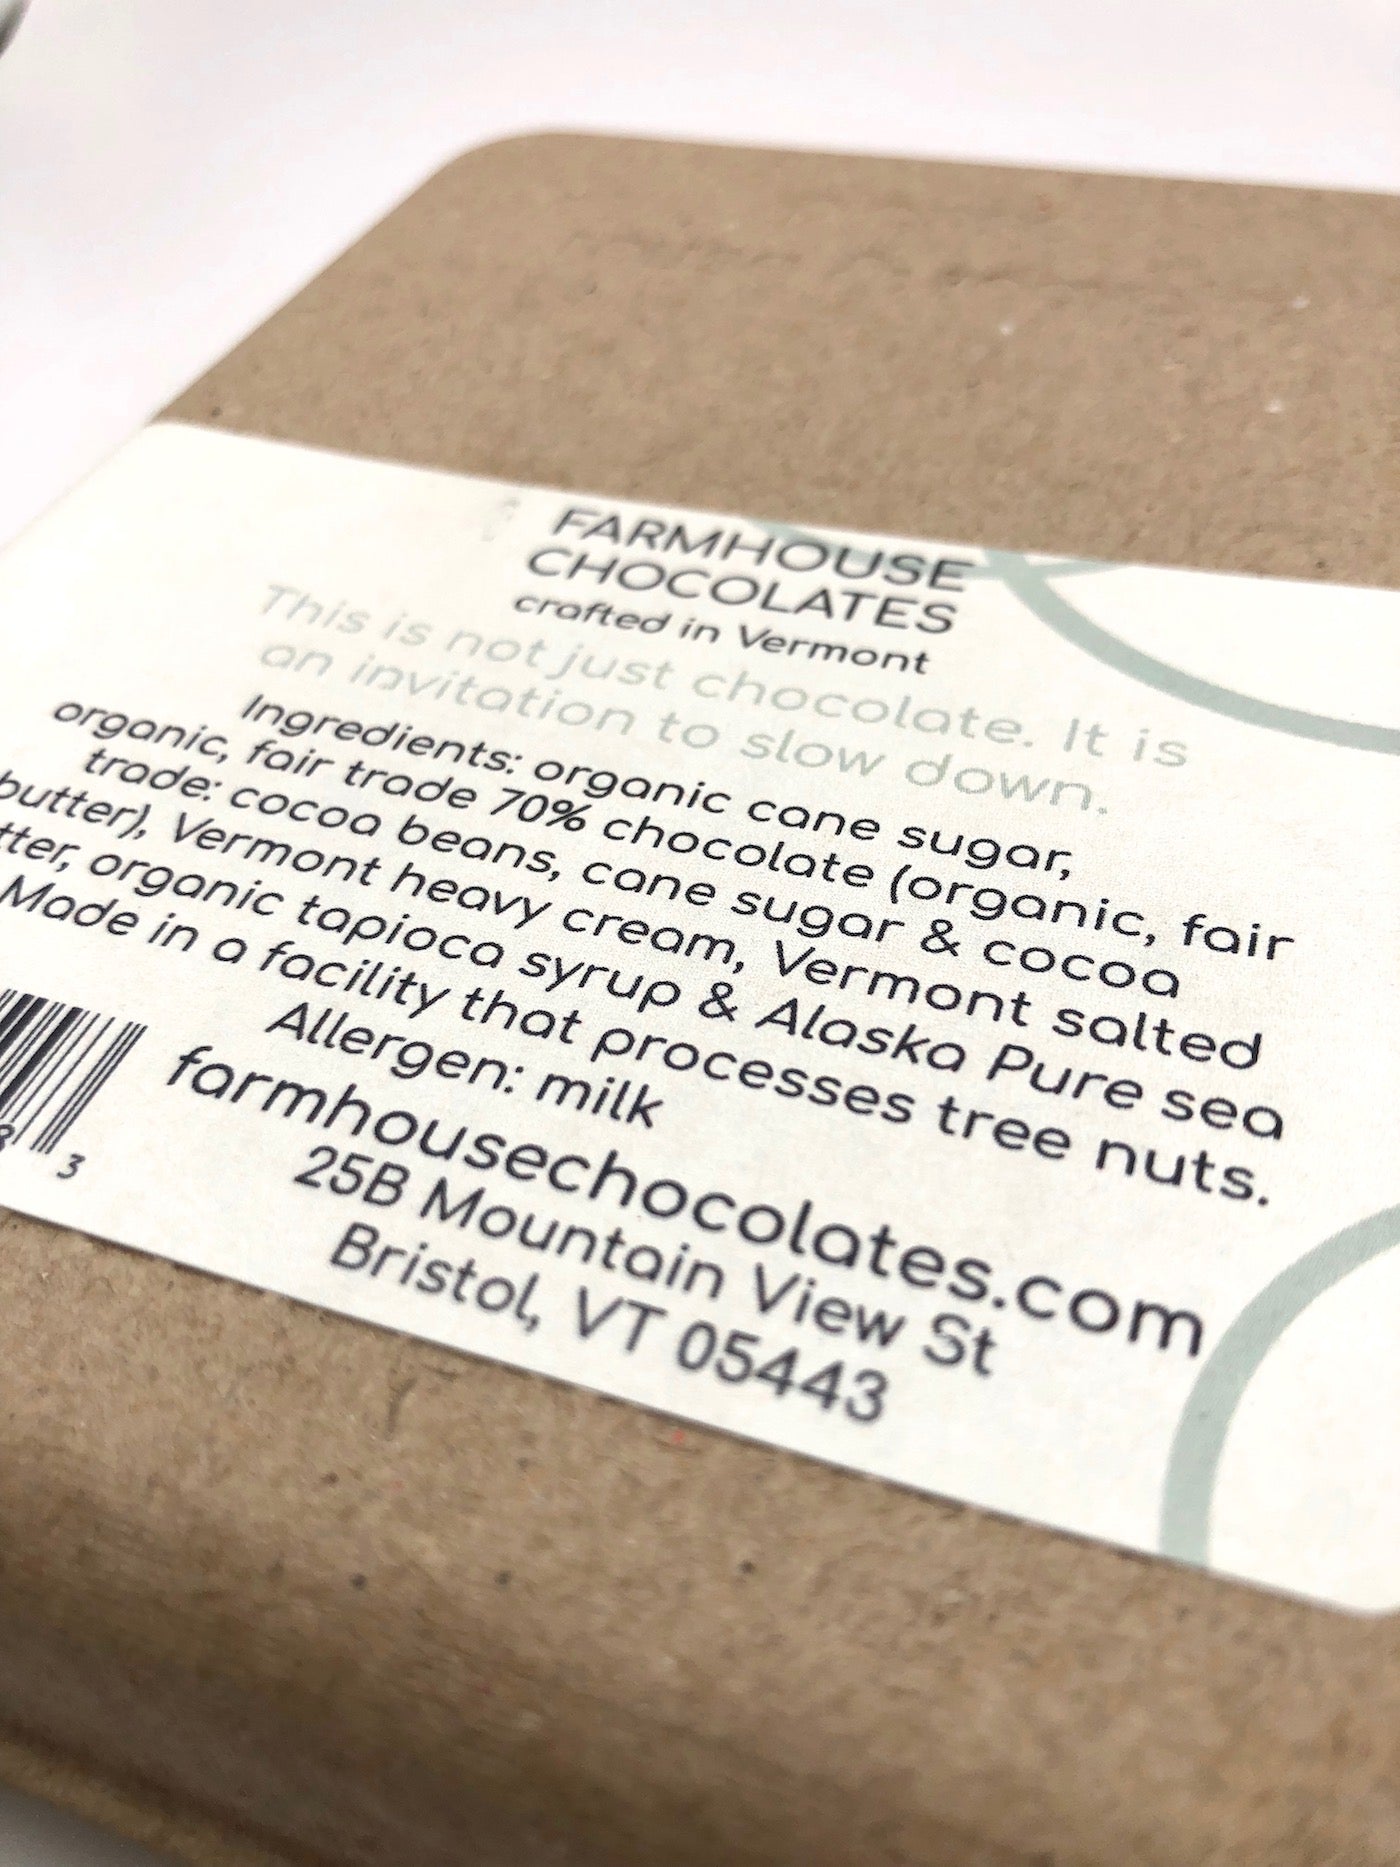 FARMHOUSE
CHOCOLATES
crafted in Vermont
This is not just chocolate. It is
an invitation to slow down.
Ingredients: organic cane sugar,
organic, fair trade 70% chocolate (organic, fair
trade: cocoa beans, cane sugar & cocoa
butter), Vermont heavy cream, Vermont salted
tter, organic tapioca syrup & Alaska Pure sea
Made in a facility that processes tree nuts.
Allergen: milk
farmhousechocolates.com
25B Mountain View St
Bristol, VT 05443
8 3